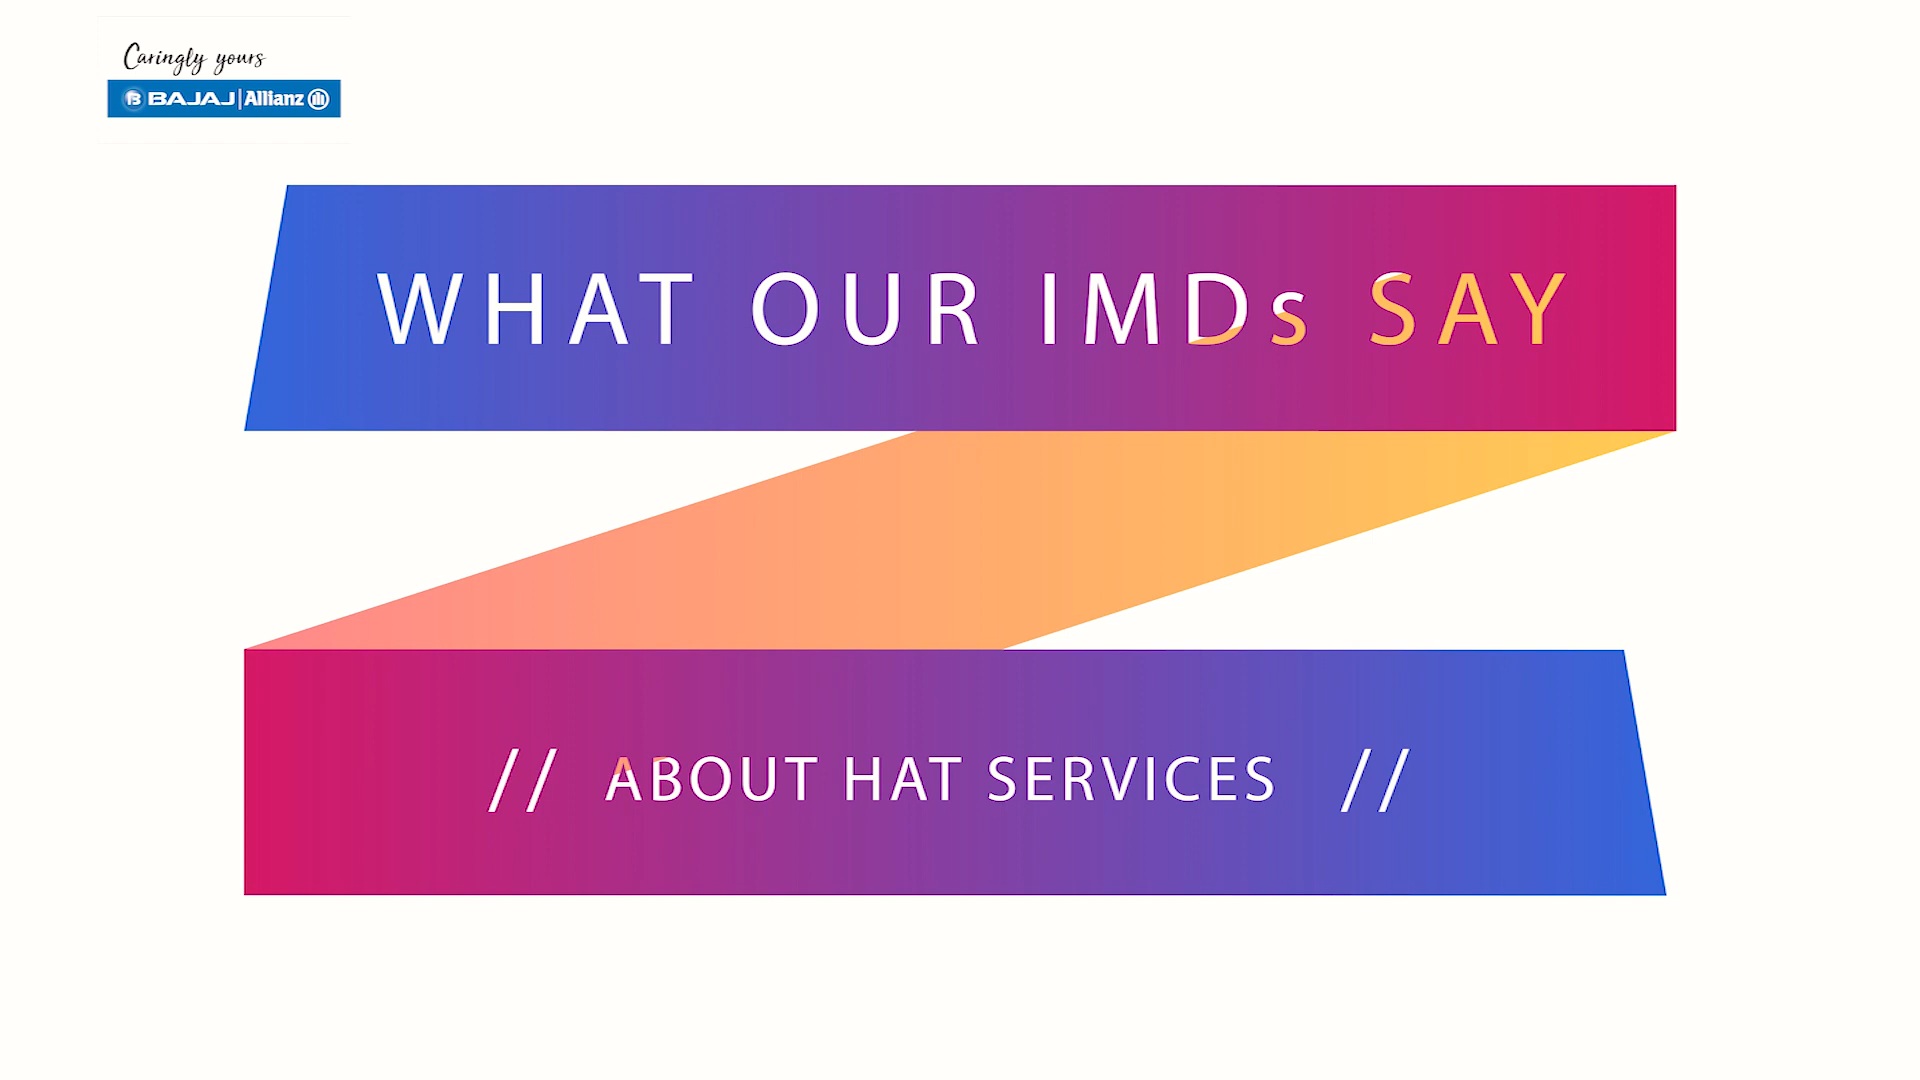 Caringly yours
BAJAJ | Allianz
WHAT OUR IMDs SAY
// ABOUT HAT SERVICES //